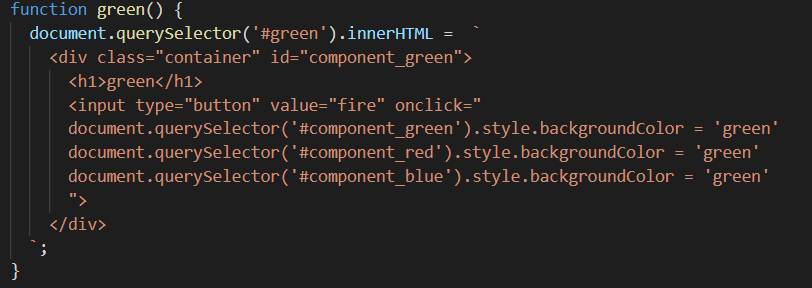 function green() {
document.querySelector('#green').innerHTML = `
<div class="container" id="component_green">
<h1>green</h1>
<input type="button" value="fire" onclick="
document.querySelector('#component_green').style.backgroundColor = 'green'
document.querySelector('#component_red').style.backgroundColor = 'green'
document.querySelector('#component_blue').style.backgroundColor = 'green'
">
</div>
`;
}